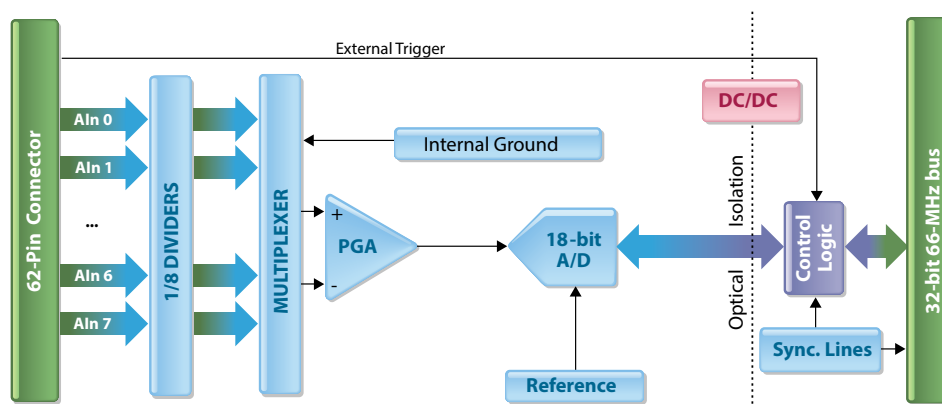 External Trigger
62-Pin Connector
AIn 0
AIn 1
...
AIn 6
AIn 7
1/8 DIVIDERS
MULTIPLEXER
Internal Ground
+
PGA
-
18-bit
A/D
Reference
DC/DC
Isolation
Optical
Control
Logic
Sync. Lines
32-bit 66-MHz bus